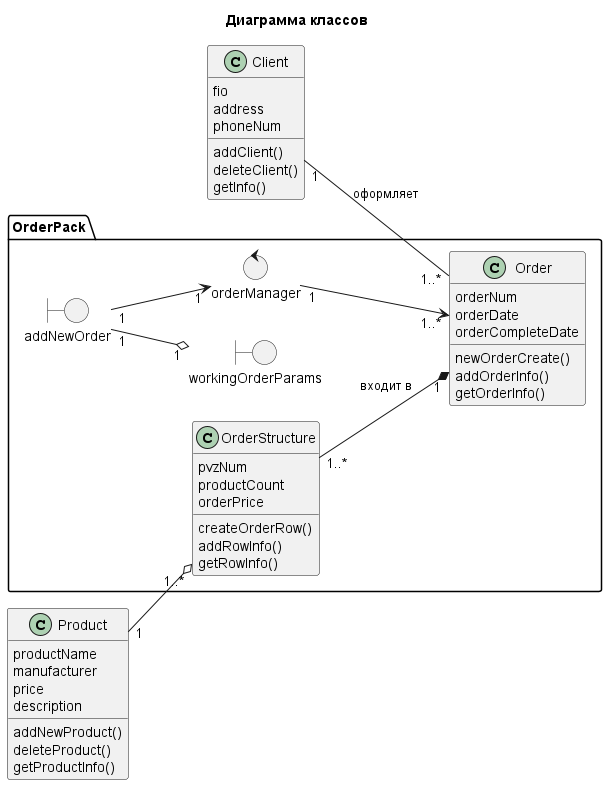 Диаграмма классов
C Client
fio
address
phoneNum
addClient()
deleteClient()
getInfo()
1
оформляет
1..*
OrderPack
addNewOrder
1
1
orderManager
1
1..*
1
1
workingOrderParams
C Order
orderNum
orderDate
orderCompleteDate
newOrderCreate()
addOrderInfo()
getOrderInfo()
входит в
1
1..*
C OrderStructure
pvzNum
productCount
orderPrice
createOrderRow()
addRowInfo()
getRowInfo()
1..*
1
C Product
productName
manufacturer
price
description
addNewProduct()
deleteProduct()
getProductInfo()